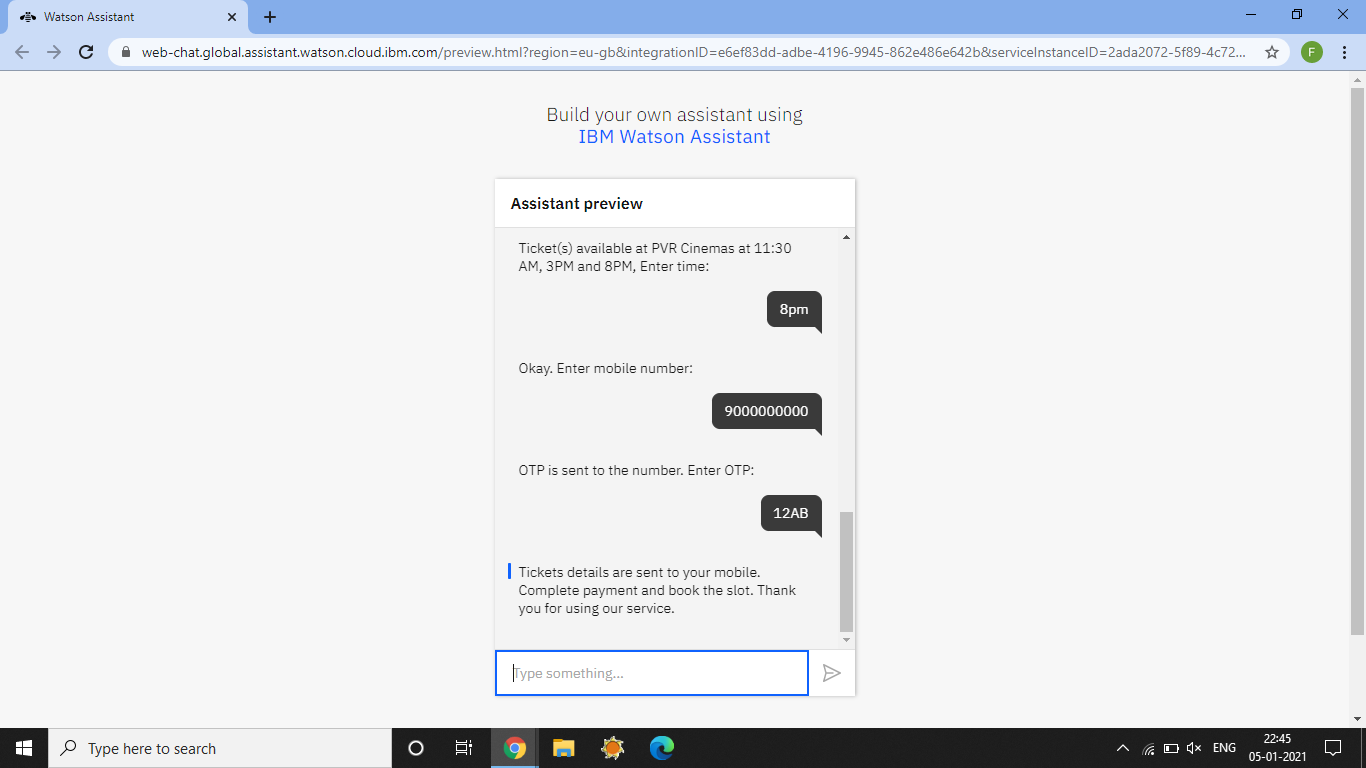 Watson Assistant
web-chat.global.assistant.watson.cloud.ibm.com/preview.html?region=eu-gb&integrationID=e6ef83dd-adbe-4196-9945-862e486e642b&serviceInstanceID=2ada2072-5f89-4c72...
F
Build your own assistant using
IBM Watson Assistant
Assistant preview
Ticket(s) available at PVR Cinemas at 11:30
AM, 3PM and 8PM, Enter time:
8pm
Okay. Enter mobile number:
9000000000
OTP is sent to the number. Enter OTP:
12AB
Tickets details are sent to your mobile.
Complete payment and book the slot. Thank
you for using our service.
Type something...
Type here to search
ENG
22:45
05-01-2021